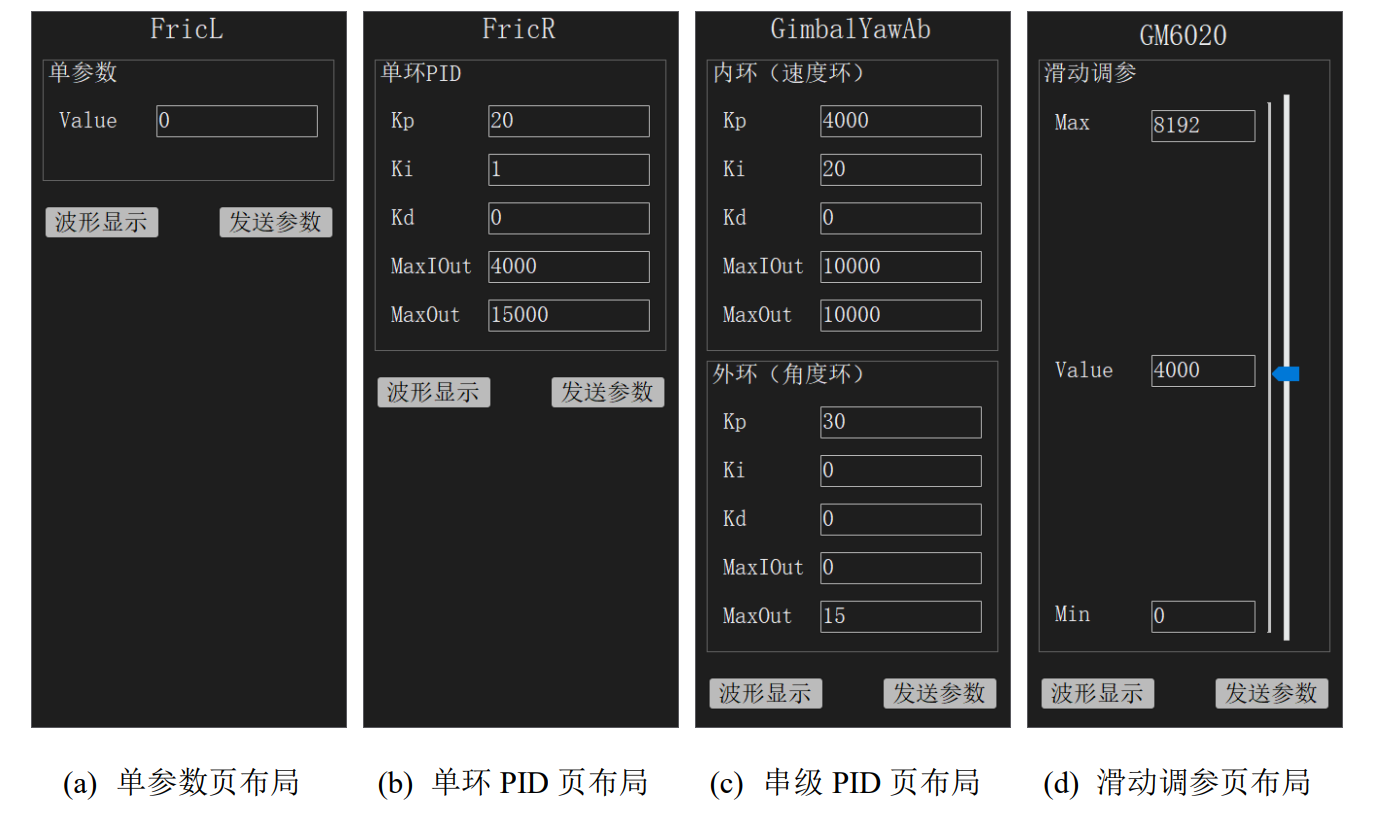 FricL
单参数
Value 0
波形显示 发送参数
(a) 单参数页布局
FricR
单环PID
Kp 20
Ki 1
Kd 0
MaxIOut 4000
MaxOut 15000
波形显示 发送参数
(b) 单环 PID 页布局
GimbalYawAb
内环（速度环）
Kp 4000
Ki 20
Kd 0
MaxIOut 10000
MaxOut 10000
外环（角度环）
Kp 30
Ki 0
Kd 0
MaxIOut 0
MaxOut 15
波形显示 发送参数
(c) 串级 PID 页布局
GM6020
滑动调参
Max 8192
Value 4000
Min 0
波形显示 发送参数
(d) 滑动调参页布局